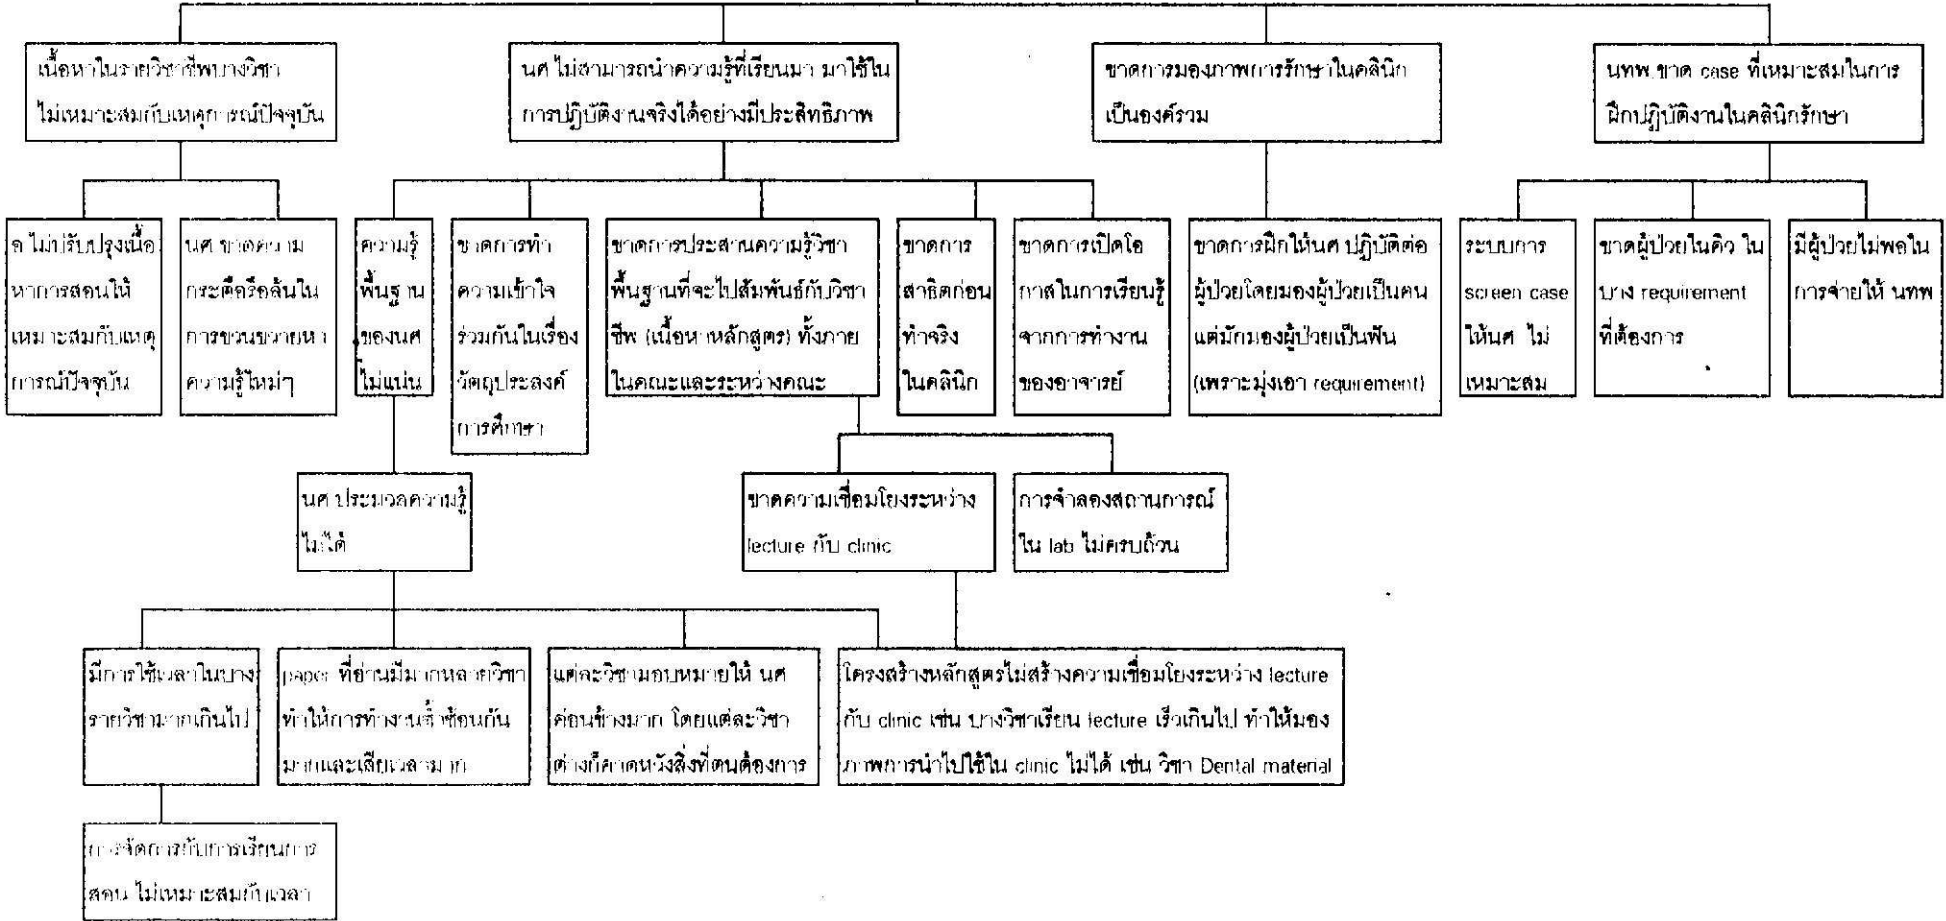 เนื้อหาในรายวิชาชีพบางวิชา
ไม่เหมาะสมกับเหตุการณ์ปัจจุบัน
นศ ไม่สามารถนำความรู้ที่เรียนมา มาใช้ใน
การปฏิบัติงานจริงได้อย่างมีประสิทธิภาพ
ขาดการมองภาพการรักษาในคลินิก
เป็นองค์รวม
นทพ.ขาด case ที่เหมาะสมในการ
ฝึกปฏิบัติงานในคลินิกรักษา
อ ไม่ปรับปรุงเนื้อ
หาการสอนให้
เหมาะสมกับเหตุ
การณ์ปัจจุบัน
นศ ขาดความ
กระตือรือล้นใน
การขวนขวายหา
ความรู้ใหม่ๆ
ความรู้
พื้นฐาน
ของนศ
ไม่แน่น
ขาดการทำ
ความเข้าใจ
ร่วมกันในเรื่อง
วัตถุประสงค์
การศึกษา
ขาดการประสานความรู้วิชา
พื้นฐานที่จะไปสัมพันธ์กับวิชา
ชีพ (เนื้อหาหลักสูตร) ทั้งภาย
ในคณะและระหว่างคณะ
ขาดการ
สาธิตก่อน
ทำจริง
ในคลินิก
ขาดการเปิดโอ
กาสในการเรียนรู้
จากการทำงาน
ของอาจารย์
ขาดการฝึกให้นศ ปฏิบัติต่อ
ผู้ป่วยโดยมองผู้ป่วยเป็นคน
แต่มักมองผู้ป่วยเป็นฟัน
(เพราะมุ่งเอา requirement)
ระบบการ
screen case
ให้นศ ไม่
เหมาะสม
ขาดผู้ป่วยในคิว ใน
บาง requirement
ที่ต้องการ
มีผู้ป่วยไม่พอใน
การจ่ายให้ นทพ
นศ ประมวลความรู้
ไม่ได้
ขาดความเชื่อมโยงระหว่าง
lecture กับ clinic
การจำลองสถานการณ์
ใน lab ไม่ครบถ้วน
มีการใช้เวลาในบาง
รายวิชามากเกินไป
paper ที่อ่านมีมากหลายวิชา
ทำให้การทำงานซ้ำซ้อนกัน
มากและเสียเวลามาก
แต่ละวิชามอบหมายให้ นศ
ค่อนข้างมาก โดยแต่ละวิชา
ต่างก็คาดหวังสิ่งที่ตนต้องการ
โครงสร้างหลักสูตรไม่สร้างความเชื่อมโยงระหว่าง lecture
กับ clinic เช่น บางวิชาเรียน lecture เร็วเกินไป ทำให้มอง
ภาพการนำไปใช้ใน clinic ไม่ได้ เช่น วิชา Dental material
การจัดการกับการเรียนการ
สอน ไม่เหมาะสมกับเวลา